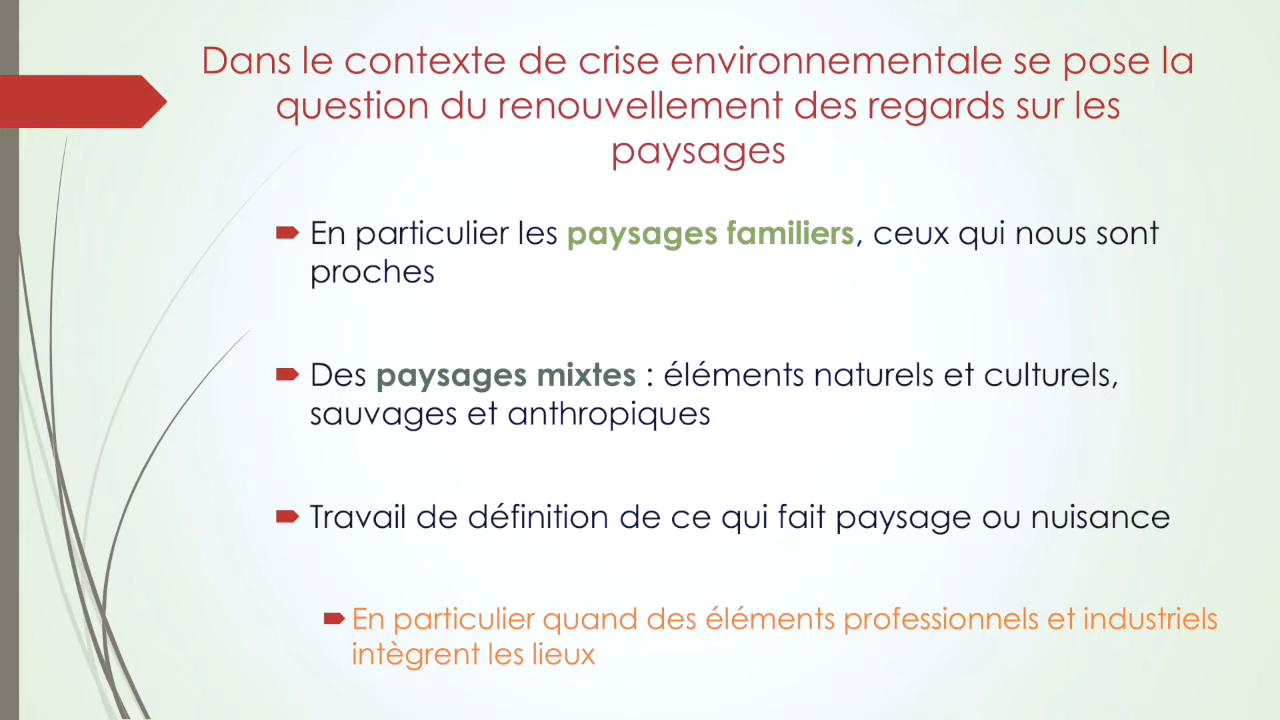 Dans le contexte de crise environnementale se pose la
question du renouvellement des regards sur les
paysages
En particulier les paysages familiers, ceux qui nous sont
proches
Des paysages mixtes : éléments naturels et culturels,
sauvages et anthropiques
Travail de définition de ce qui fait paysage ou nuisance
En particulier quand des éléments professionnels et industriels
intègrent les lieux